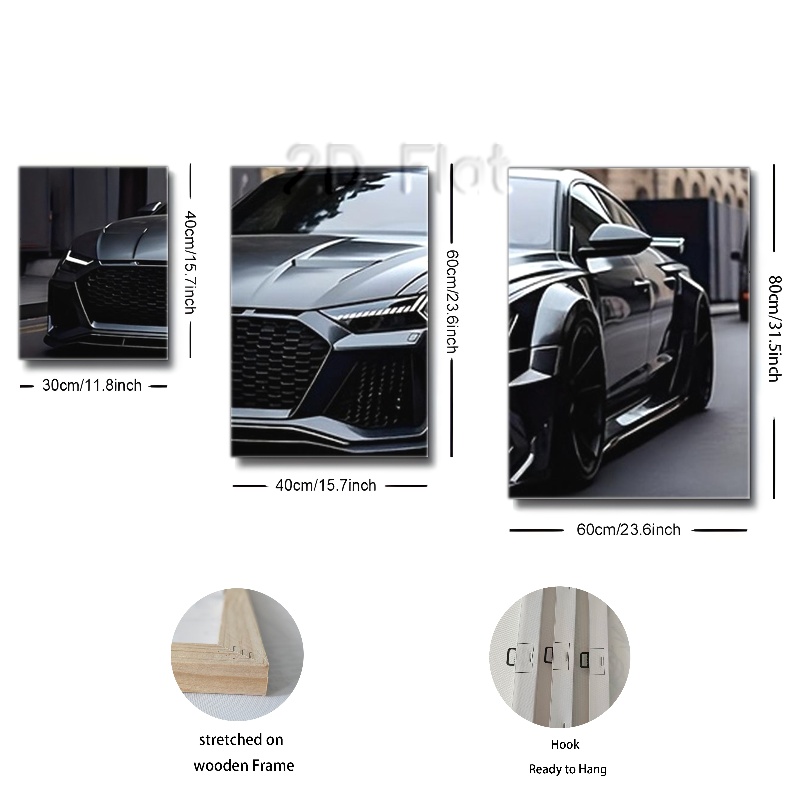 2D Flat
40cm/15.7inch
30cm/11.8inch
60cm/23.6inch
40cm/15.7inch
80cm/31.5inch
60cm/23.6inch
stretched on
wooden Frame
Hook
Ready to Hang